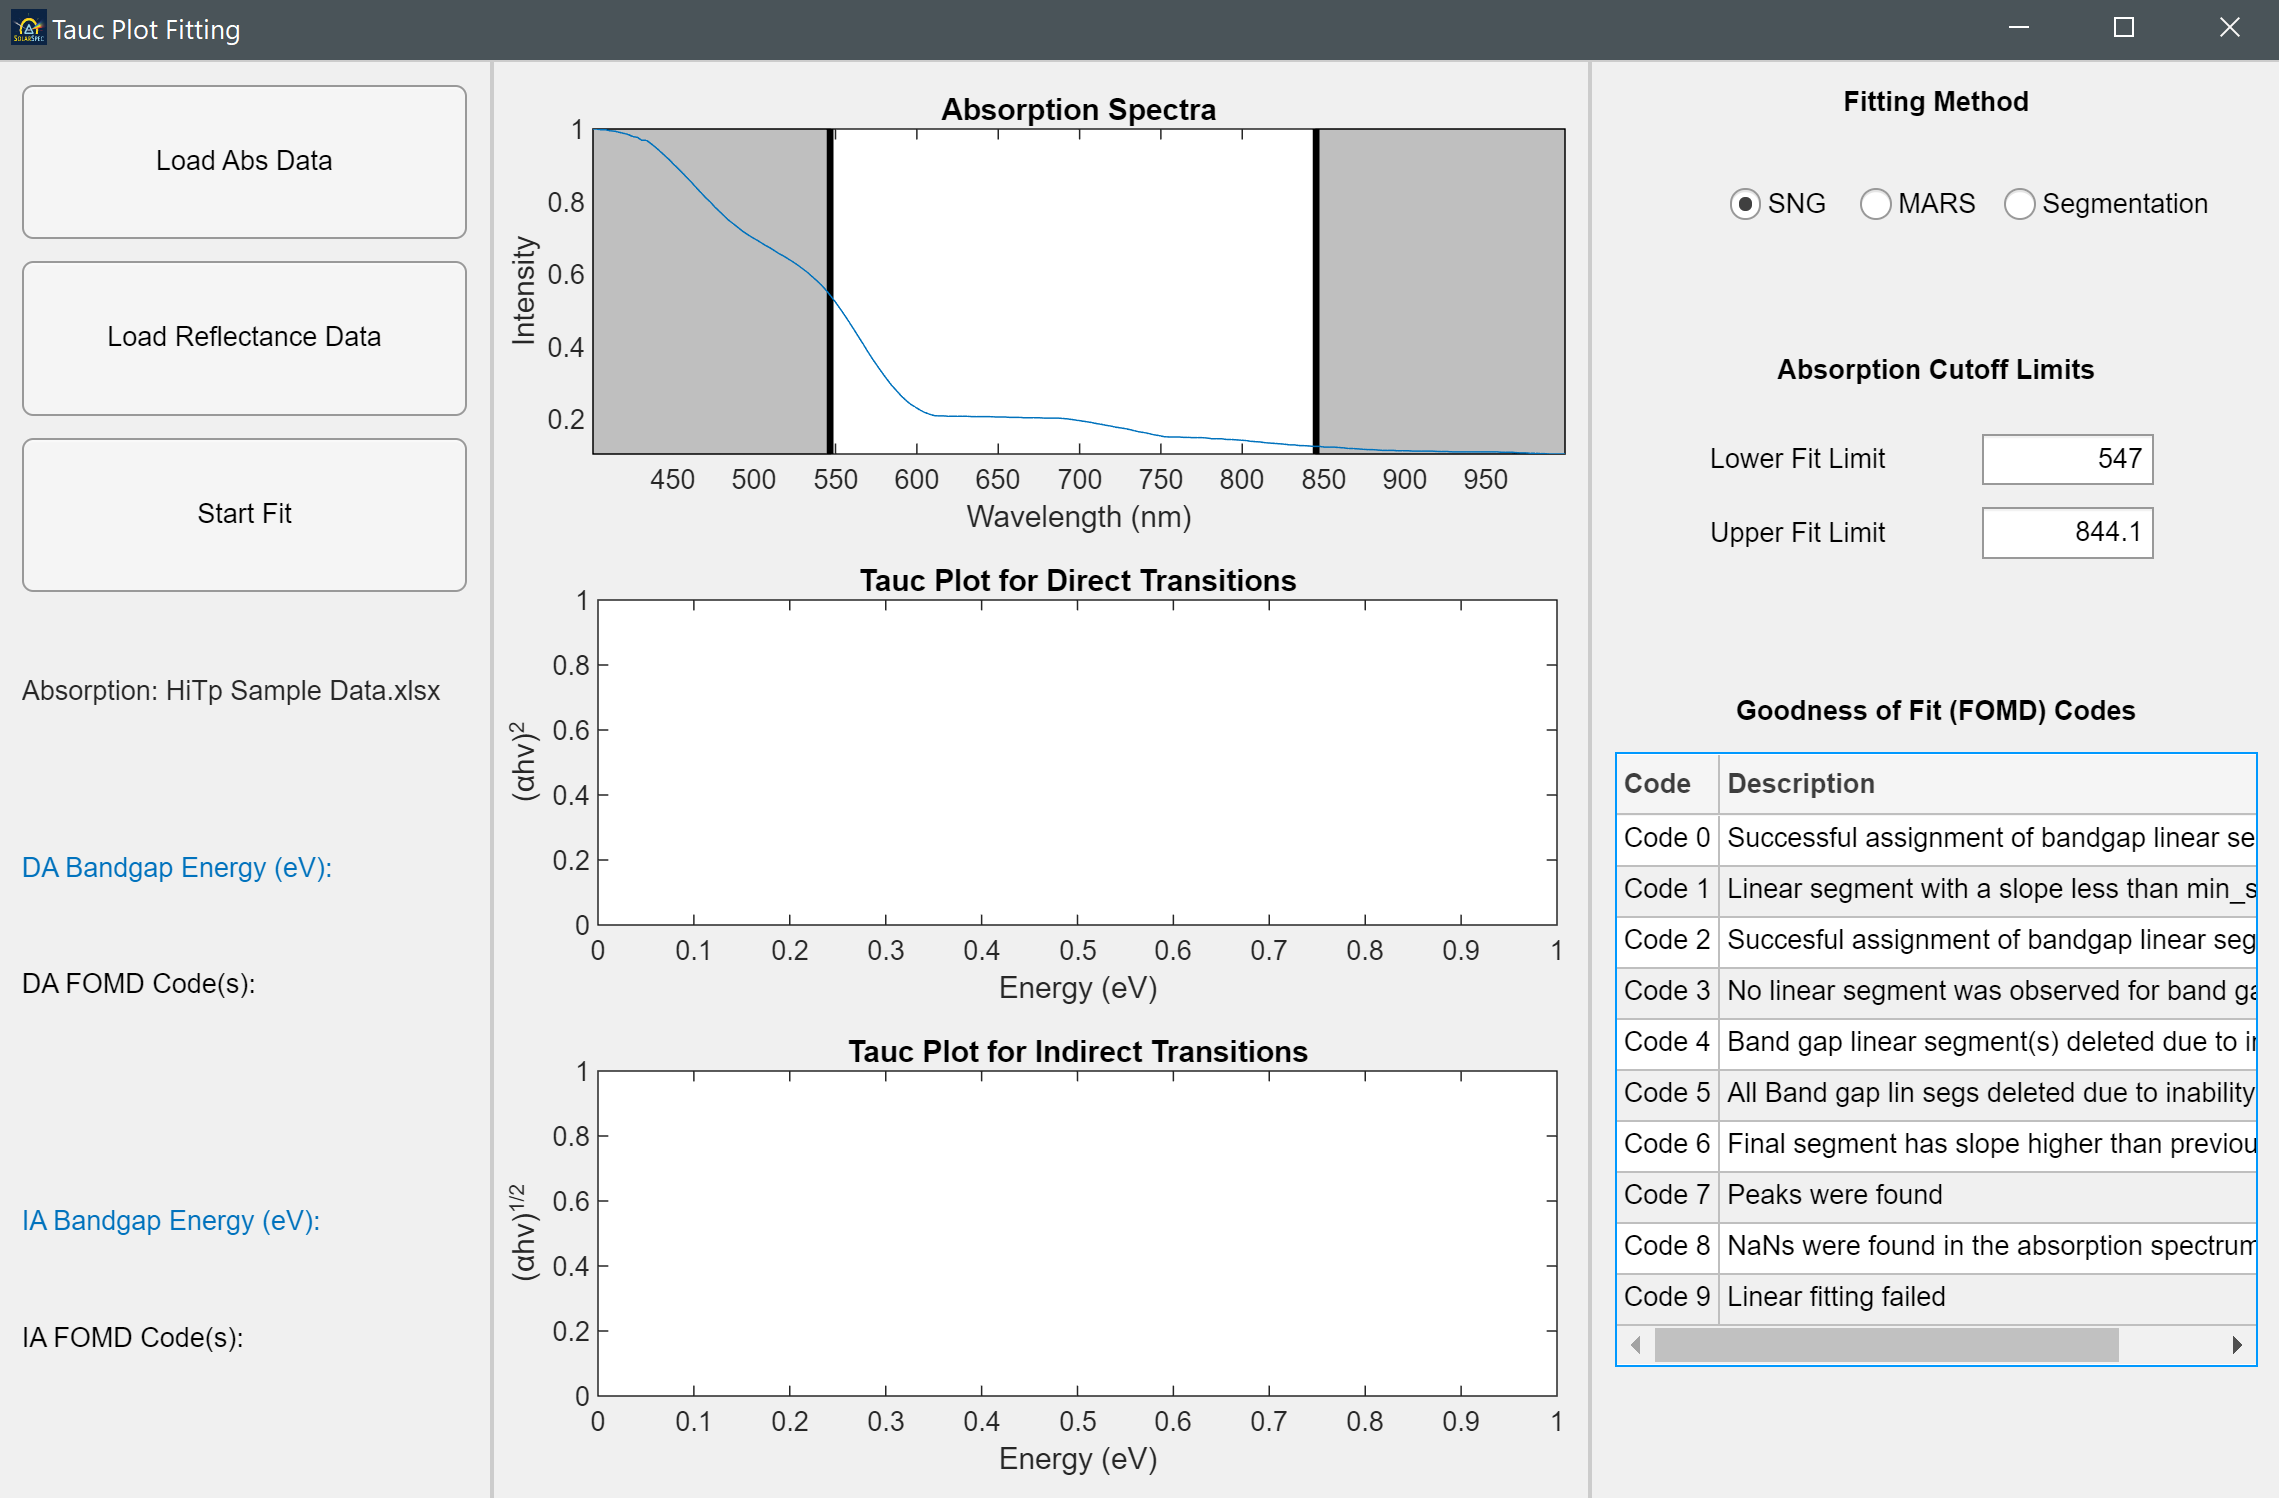 Tauc Plot Fitting
SOLARSPEC
Load Abs Data
Load Reflectance Data
Start Fit
Absorption: HiTp Sample Data.xlsx
DA Bandgap Energy (eV):
DA FOMD Code(s):
IA Bandgap Energy (eV):
IA FOMD Code(s):
Absorption Spectra
1
0.8
0.6
0.4
0.2
Intensity
450 500 550 600 650 700 750 800 850 900 950
Wavelength (nm)
Tauc Plot for Direct Transitions
1
0.8
0.6
0.4
0.2
0
(αhν)²
0 0.1 0.2 0.3 0.4 0.5 0.6 0.7 0.8 0.9 1
Energy (eV)
Tauc Plot for Indirect Transitions
1
0.8
0.6
0.4
0.2
0
(αhν)^1/2
0 0.1 0.2 0.3 0.4 0.5 0.6 0.7 0.8 0.9 1
Energy (eV)
Fitting Method
SNG MARS Segmentation
Absorption Cutoff Limits
Lower Fit Limit 547
Upper Fit Limit 844.1
Goodness of Fit (FOMD) Codes
Code Description
Code 0 Successful assignment of bandgap linear se
Code 1 Linear segment with a slope less than min_s
Code 2 Succesful assignment of bandgap linear seg
Code 3 No linear segment was observed for band ga
Code 4 Band gap linear segment(s) deleted due to
Code 5 All Band gap lin segs deleted due to inability
Code 6 Final segment has slope higher than previou
Code 7 Peaks were found
Code 8 NaNs were found in the absorption spectrum
Code 9 Linear fitting failed